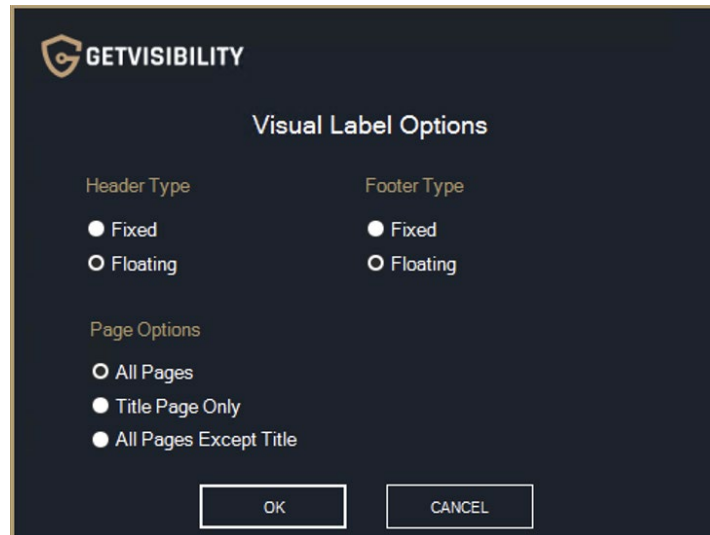 GETVISIBILITY
Visual Label Options
Header Type
Footer Type
Fixed
Fixed
Floating
Floating
Page Options
All Pages
Title Page Only
All Pages Except Title
OK
CANCEL